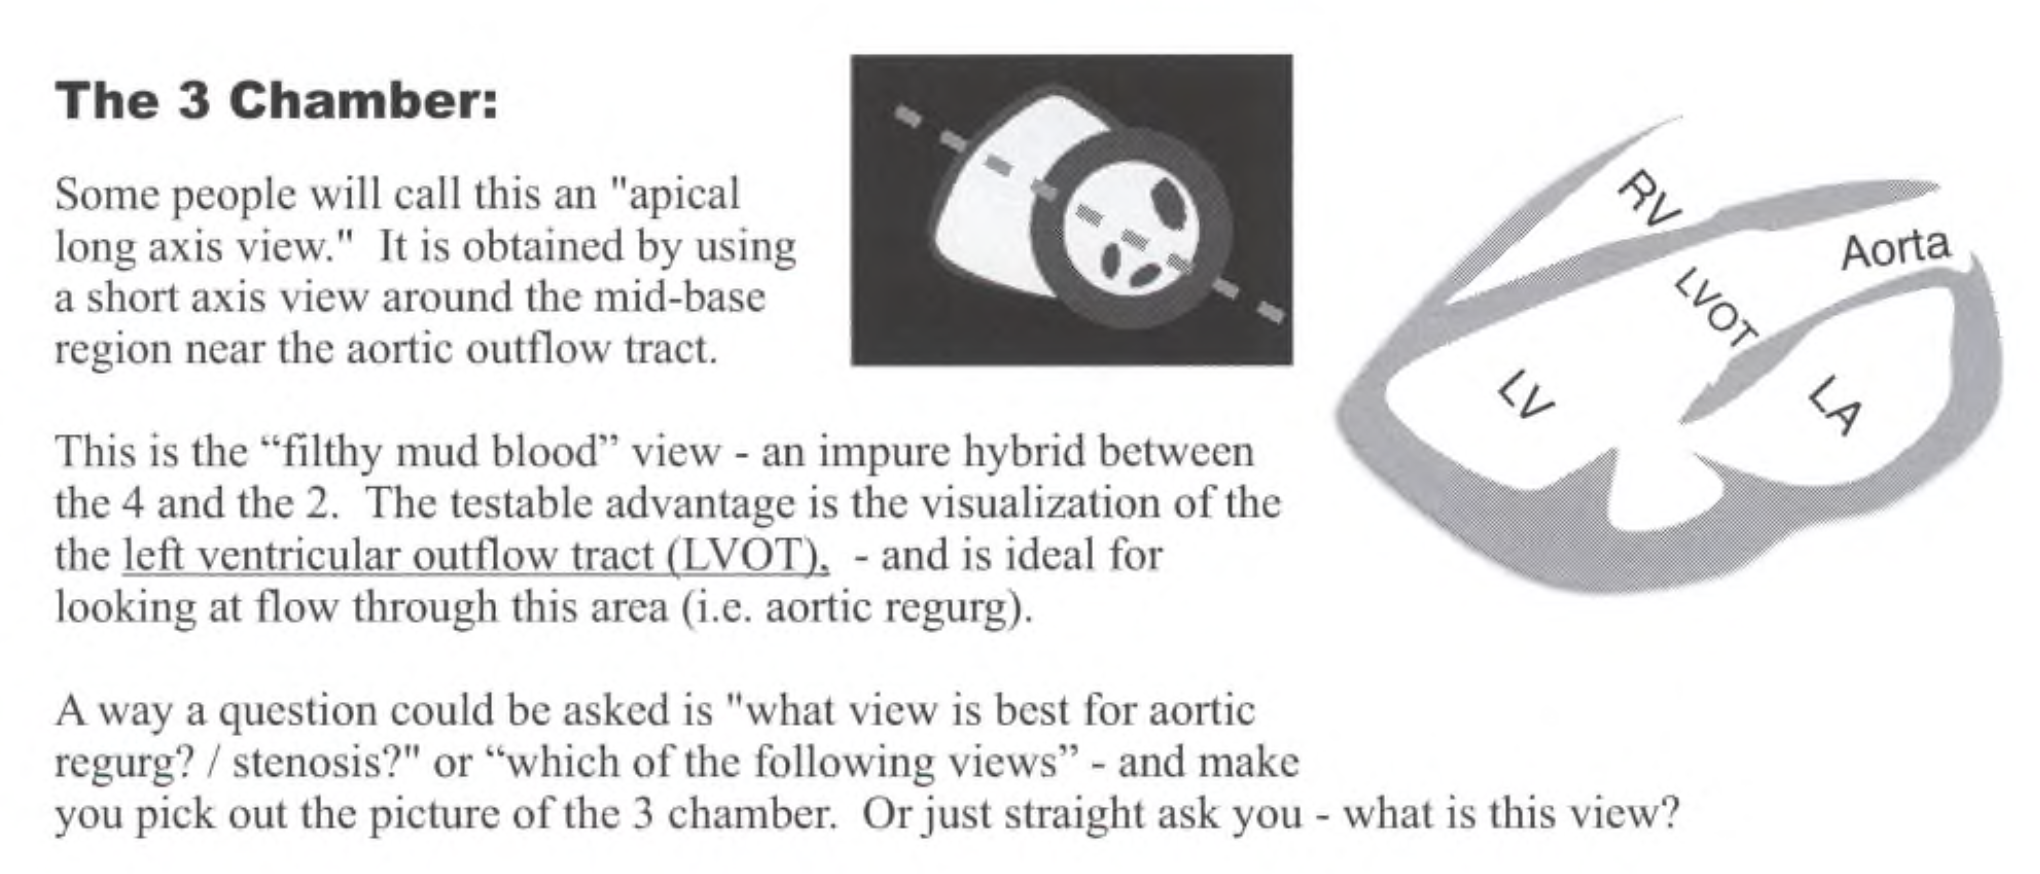 The 3 Chamber:
Some people will call this an "apical
long axis view." It is obtained by using
a short axis view around the mid-base
region near the aortic outflow tract.
This is the “filthy mud blood” view - an impure hybrid between
the 4 and the 2. The testable advantage is the visualization of the
the left ventricular outflow tract (LVOT), - and is ideal for
looking at flow through this area (i.e. aortic regurg).
A way a question could be asked is "what view is best for aortic
regurg? / stenosis?" or “which of the following views” - and make
you pick out the picture of the 3 chamber. Or just straight ask you - what is this view?
RV
Aorta
LVOT
LV
LA